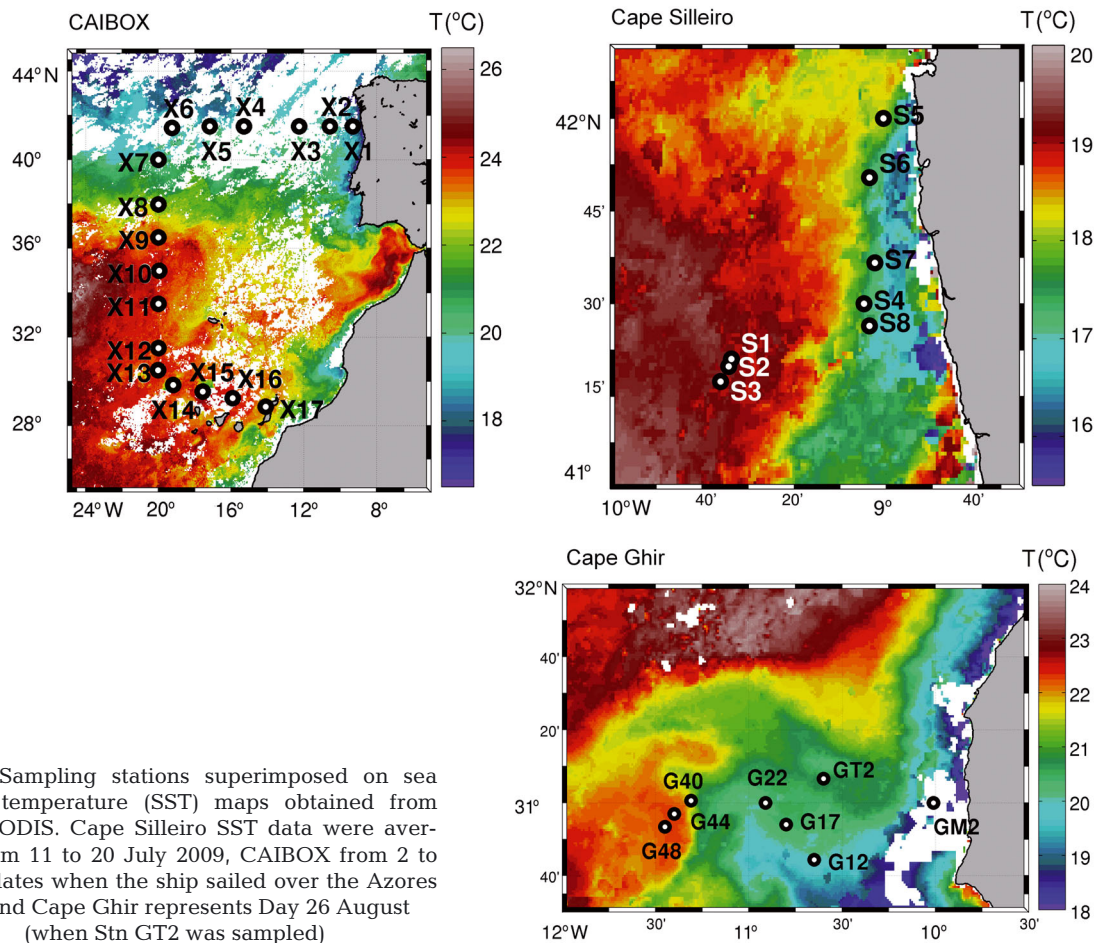 CAIBOX
T(°C)
44°N
40°
36°
32°
28°
24°W 20° 16° 12° 8°
X6 X4 X2
X5 X3 X1
X7
X8
X9
X10
X11
X12
X13
X15
X16
X14
X17
26
24
22
20
18
Cape Silleiro
T(°C)
42°N
45'
30'
15'
41°
10°W 40' 20' 9° 40'
S5
S6
S7
S4
S8
S1
S2
S3
20
19
18
17
16
Cape Ghir
T(°C)
32°N
40'
20'
31°
40'
12°W 30' 11° 30' 10° 30'
GT2
G40 G22
G44 G17 GM2
G48
G12
24
23
22
21
20
19
18
Sampling stations superimposed on sea
temperature (SST) maps obtained from
ODIS. Cape Silleiro SST data were aver-
m 11 to 20 July 2009, CAIBOX from 2 to
lates when the ship sailed over the Azores
nd Cape Ghir represents Day 26 August
(when Stn GT2 was sampled)